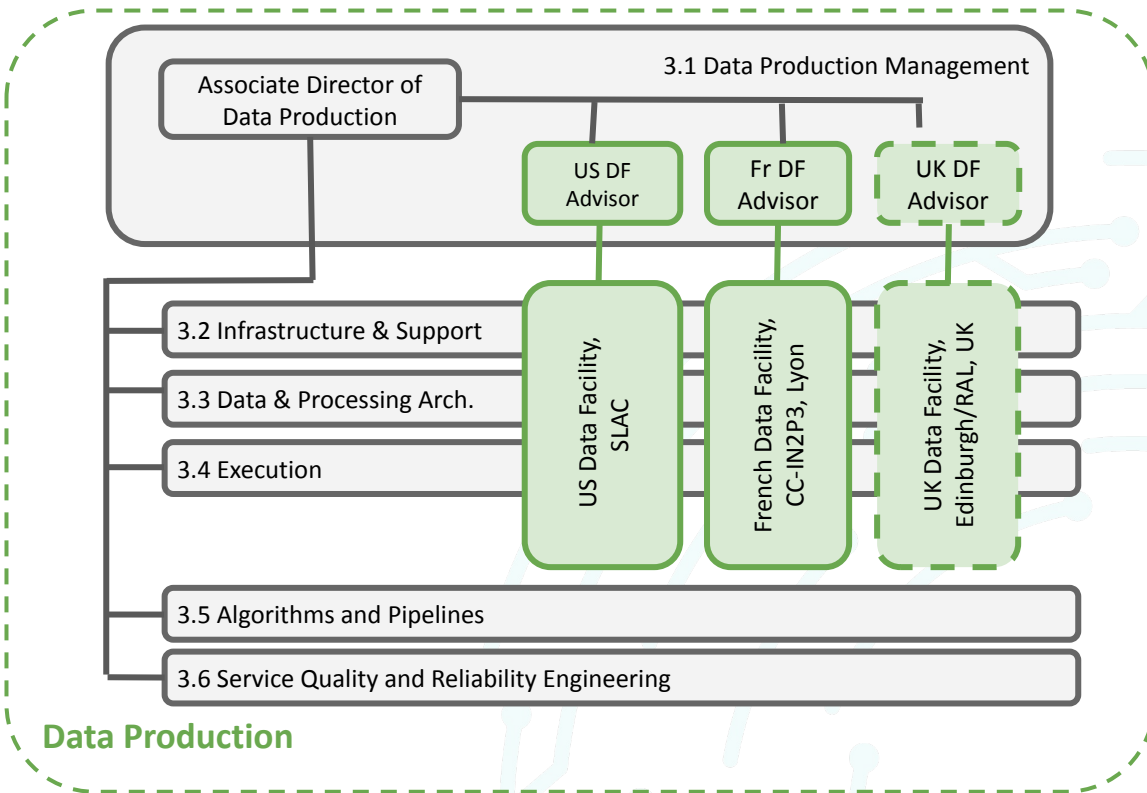 3.1 Data Production Management
Associate Director of
Data Production
US DF
Advisor
Fr DF
Advisor
UK DF
Advisor
3.2 Infrastructure & Support
3.3 Data & Processing Arch.
3.4 Execution
US Data Facility,
SLAC
French Data Facility,
CC-IN2P3, Lyon
UK Data Facility,
Edinburgh/RAL, UK
3.5 Algorithms and Pipelines
3.6 Service Quality and Reliability Engineering
Data Production